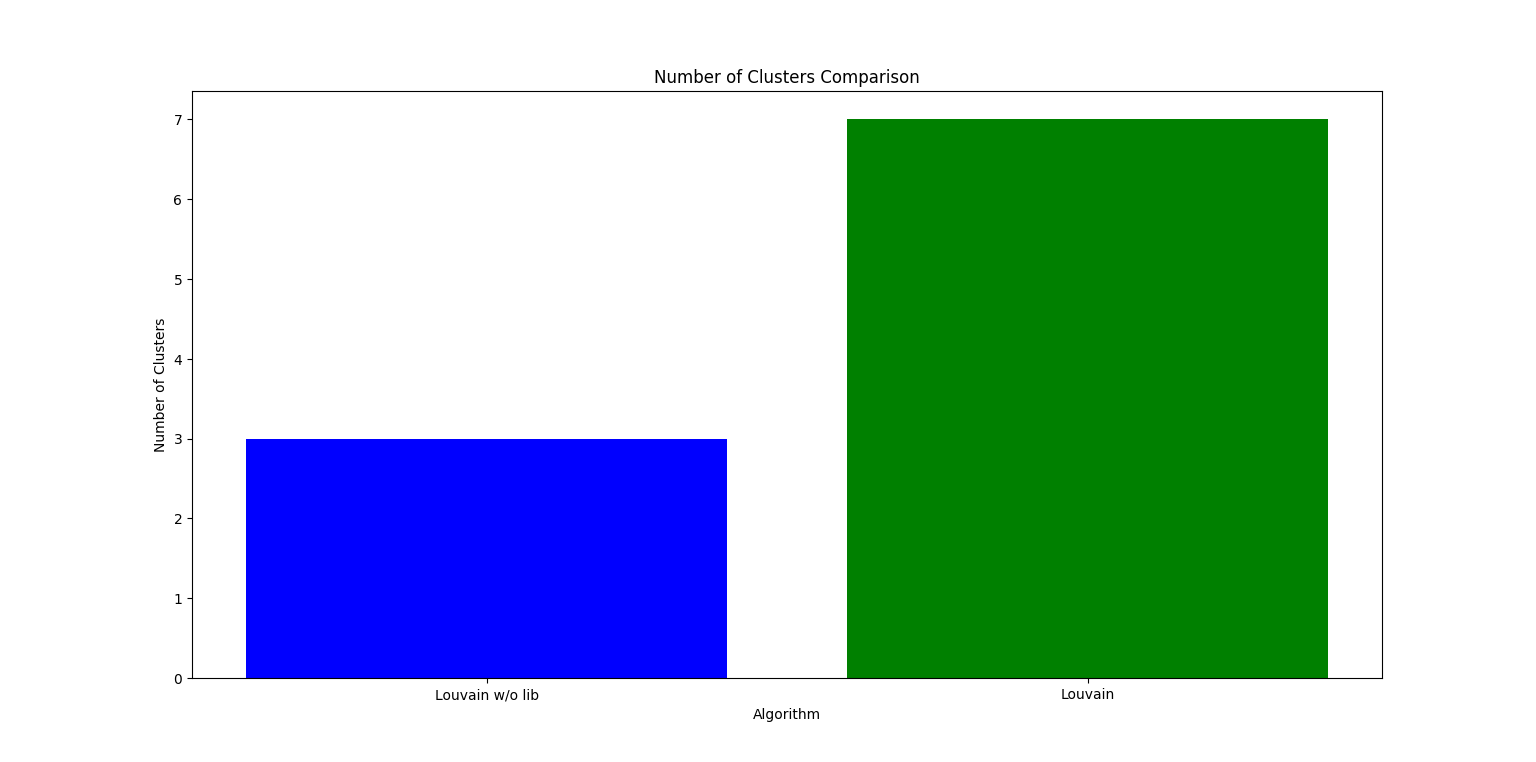 Number of Clusters Comparison
Number of Clusters
7
6
5
4
3
2
1
0
Louvain w/o lib
Louvain
Algorithm